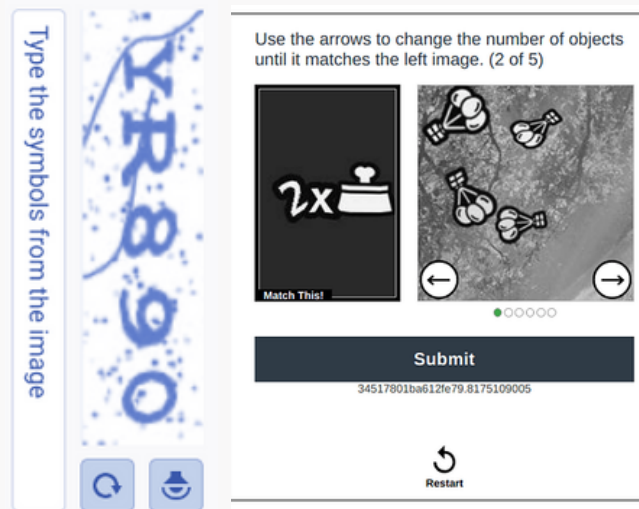 Type the symbols from the image
YR890
Use the arrows to change the number of objects
until it matches the left image. (2 of 5)
2x
Match This!
Submit
34517801ba612fe79.8175109005
Restart